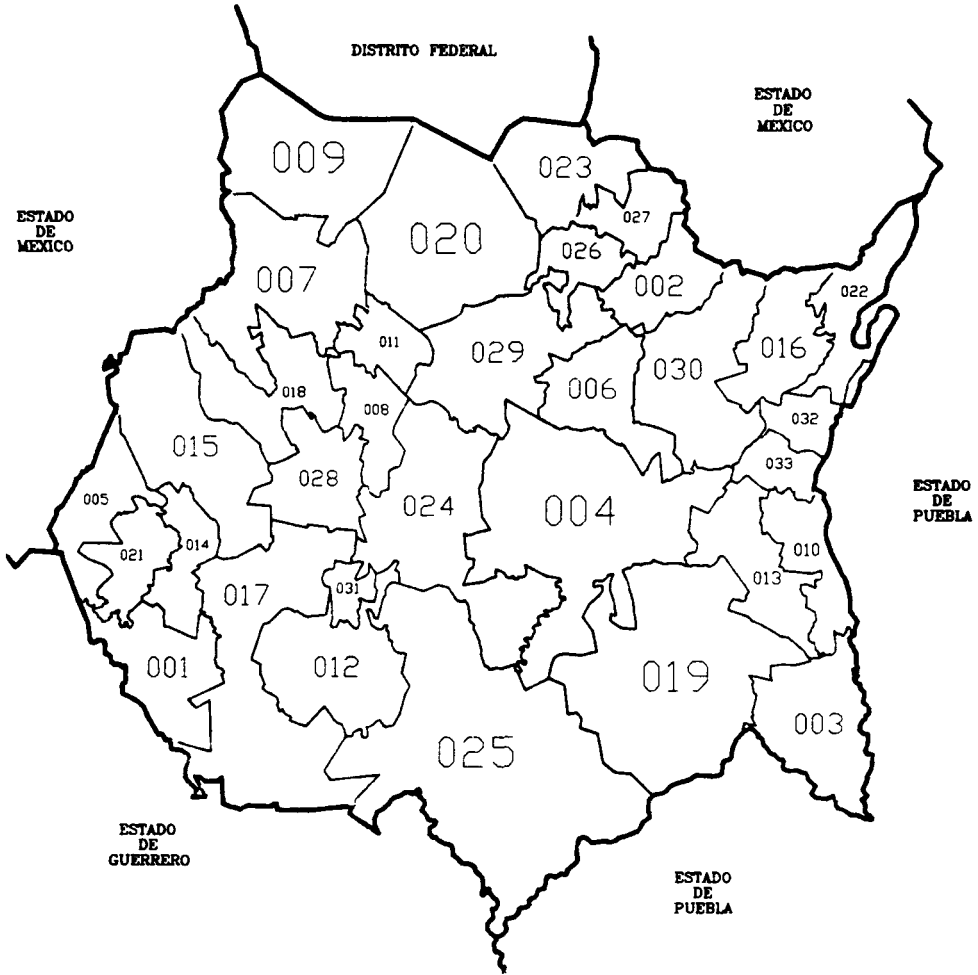 DISTRITO FEDERAL
ESTADO
DE
MEXICO
009
023
027
ESTADO
DE
MEXICO
020
026
007
002
022
011
029
016
030
006
018
008
032
015
033
028
005
024
004
ESTADO
DE
PUEBLA
021
014
010
013
031
017
001
012
019
003
025
ESTADO
DE
GUERRERO
ESTADO
DE
PUEBLA